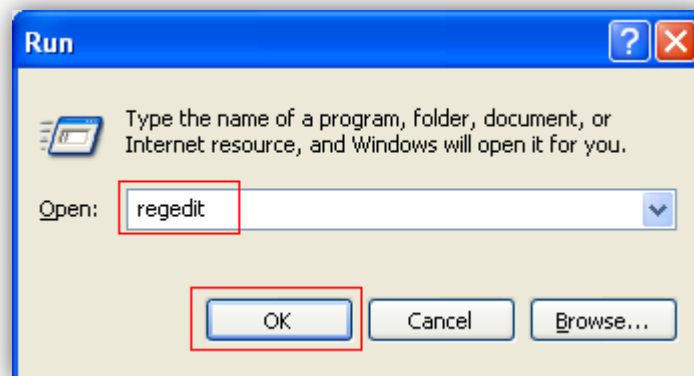 Run
Type the name of a program, folder, document, or
Internet resource, and Windows will open it for you.
Open: regedit
OK Cancel Browse...